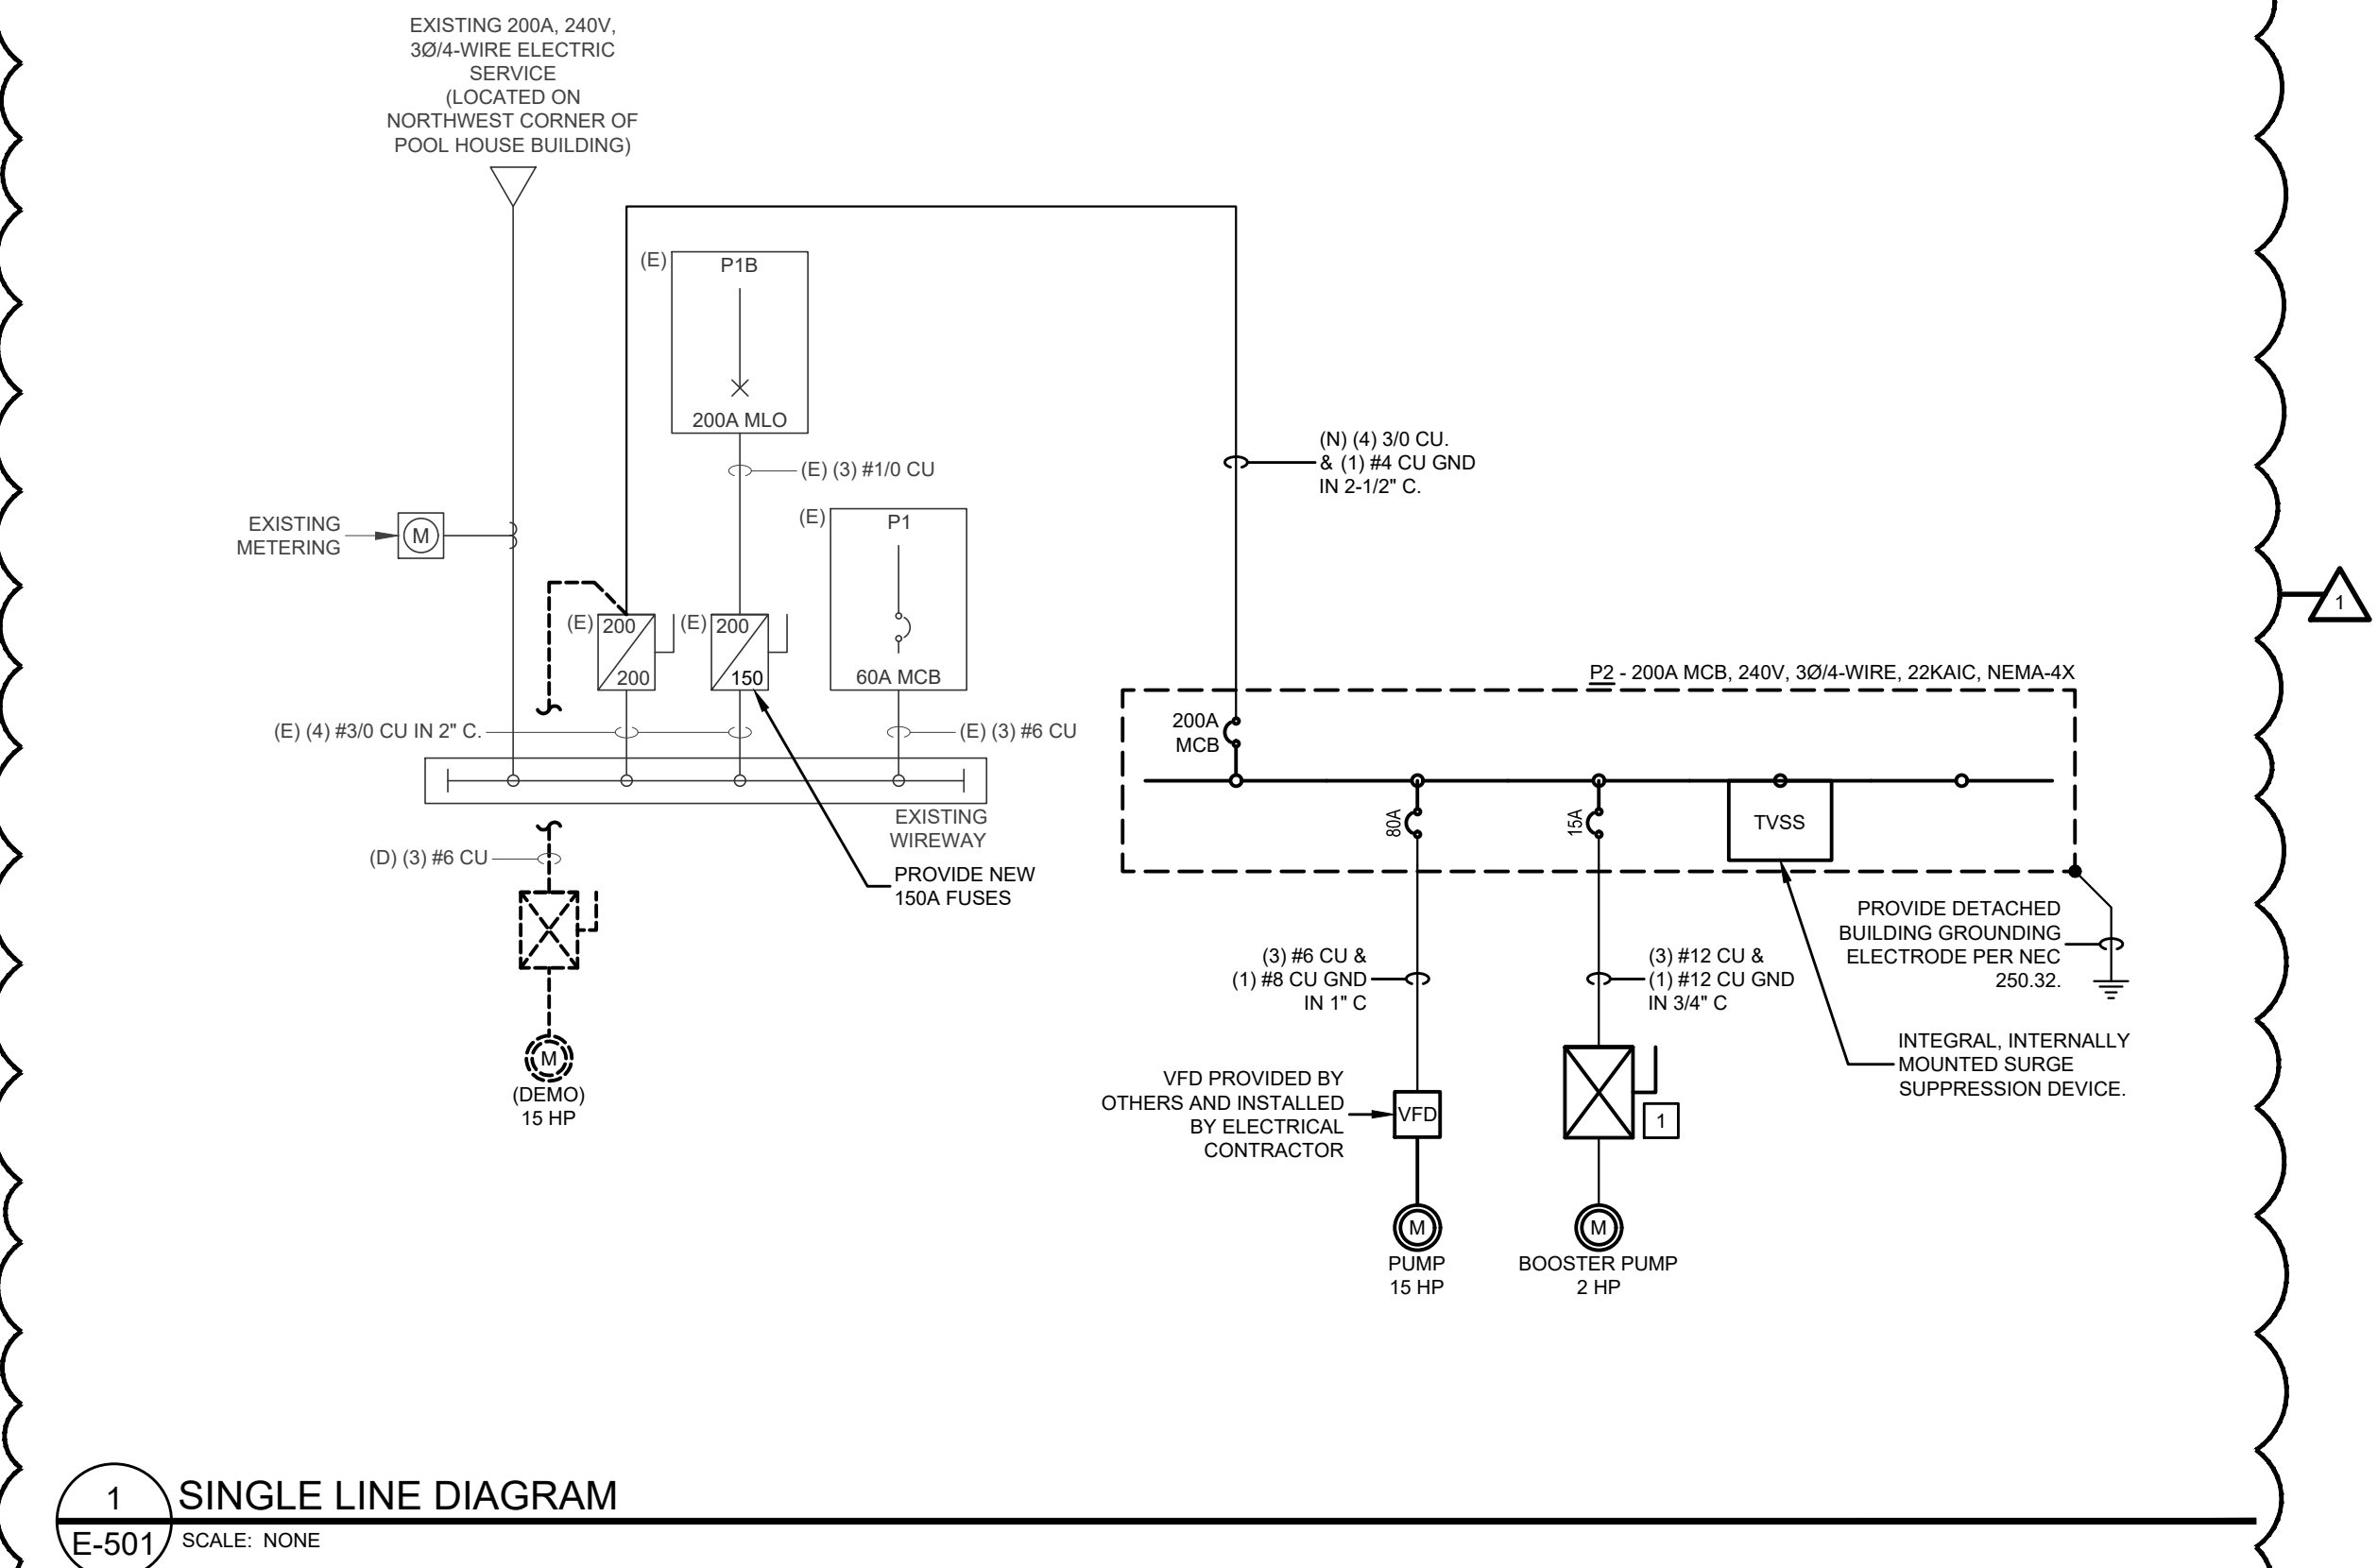 EXISTING 200A, 240V,
3Ø/4-WIRE ELECTRIC
SERVICE
(LOCATED ON
NORTHWEST CORNER OF
POOL HOUSE BUILDING)
(E)
P1B
200A MLO
(E) (3) #1/0 CU
(E)
P1
60A MCB
EXISTING
METERING
M
(E)
200
200
(E)
200
150
(E) (4) #3/0 CU IN 2" C.
(E) (3) #6 CU
EXISTING
WIREWAY
PROVIDE NEW
150A FUSES
(D) (3) #6 CU
M
(DEMO)
15 HP
(N) (4) 3/0 CU.
& (1) #4 CU GND
IN 2-1/2" C.
1
P2 - 200A MCB, 240V, 3Ø/4-WIRE, 22KAIC, NEMA-4X
200A
MCB
80A
15A
TVSS
(3) #6 CU &
(1) #8 CU GND
IN 1" C
(3) #12 CU &
(1) #12 CU GND
IN 3/4" C
PROVIDE DETACHED
BUILDING GROUNDING
ELECTRODE PER NEC
250.32.
INTEGRAL, INTERNALLY
MOUNTED SURGE
SUPPRESSION DEVICE.
VFD PROVIDED BY
OTHERS AND INSTALLED
BY ELECTRICAL
CONTRACTOR
VFD
1
M
PUMP
15 HP
M
BOOSTER PUMP
2 HP
1
SINGLE LINE DIAGRAM
E-501
SCALE: NONE